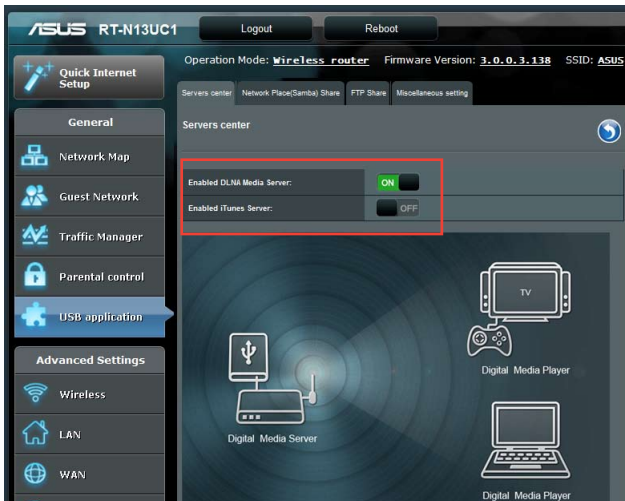 ASUS RT-N13UC1
Logout
Reboot
Quick Internet Setup
Operation Mode: Wireless router Firmware Version: 3.0.0.3.138 SSID: ASUS
Servers center
Network Place(Samba) Share
FTP Share
Miscellaneous setting
General
Network Map
Guest Network
Traffic Manager
Parental control
USB application
Advanced Settings
Wireless
LAN
WAN
Servers center
Enabled DLNA Media Server: ON
Enabled iTunes Server: OFF
TV
Digital Media Player
Digital Media Server
Digital Media Player